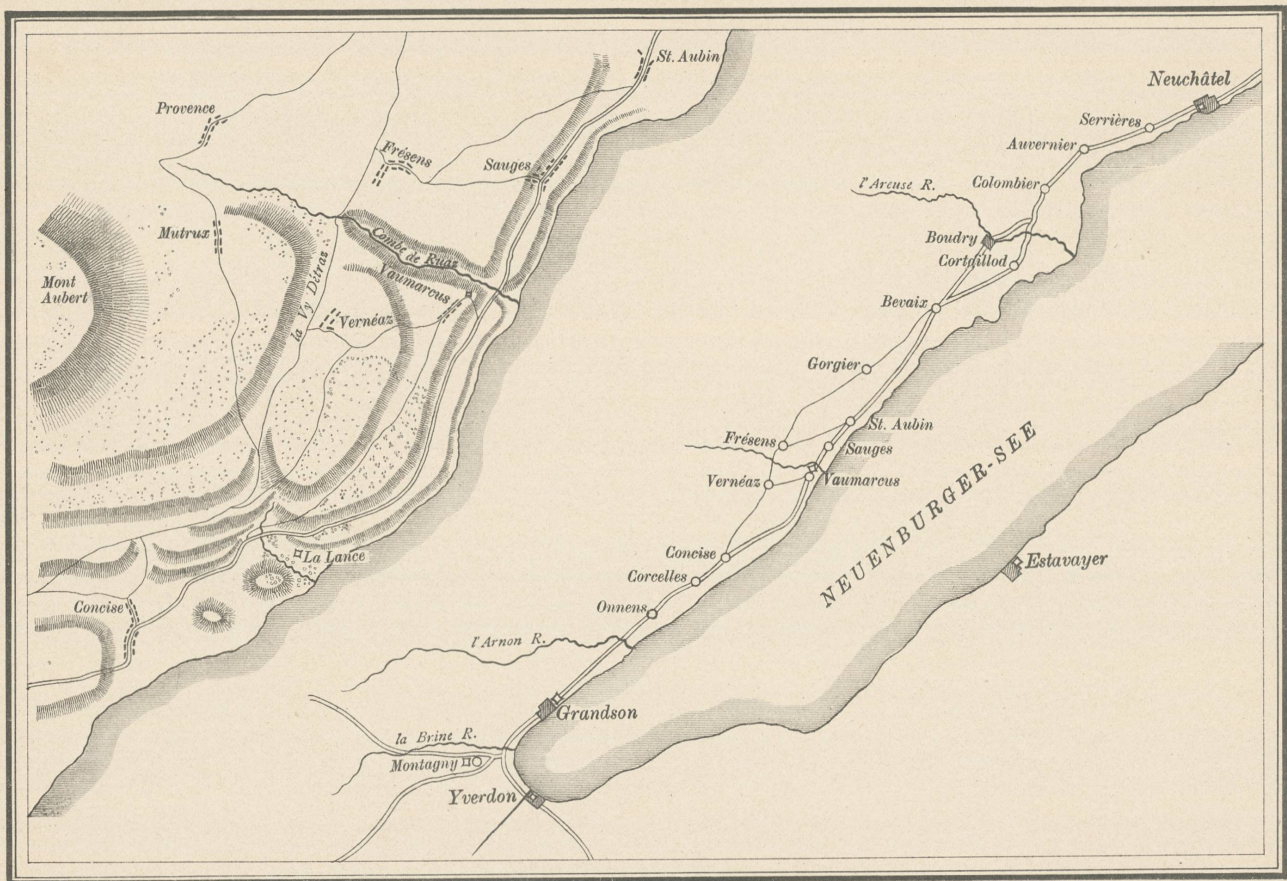 St. Aubin
Provence
Frésens
Sauges
Mutrux
Combe de Ruaz
Vaumarcus
Mont
Aubert
la Vy Détraz
Vernéaz
La Lance
Concise
Neuchâtel
Serrières
Auvernier
Colombier
l'Areuse R.
Boudry
Cortaillod
Bevaix
Gorgier
St. Aubin
Frésens
Sauges
Vernéaz
Vaumarcus
NEUENBURGER-SEE
Concise
Estavayer
Corcelles
Onnens
l'Arnon R.
Grandson
la Brine R.
Montagny
Yverdon